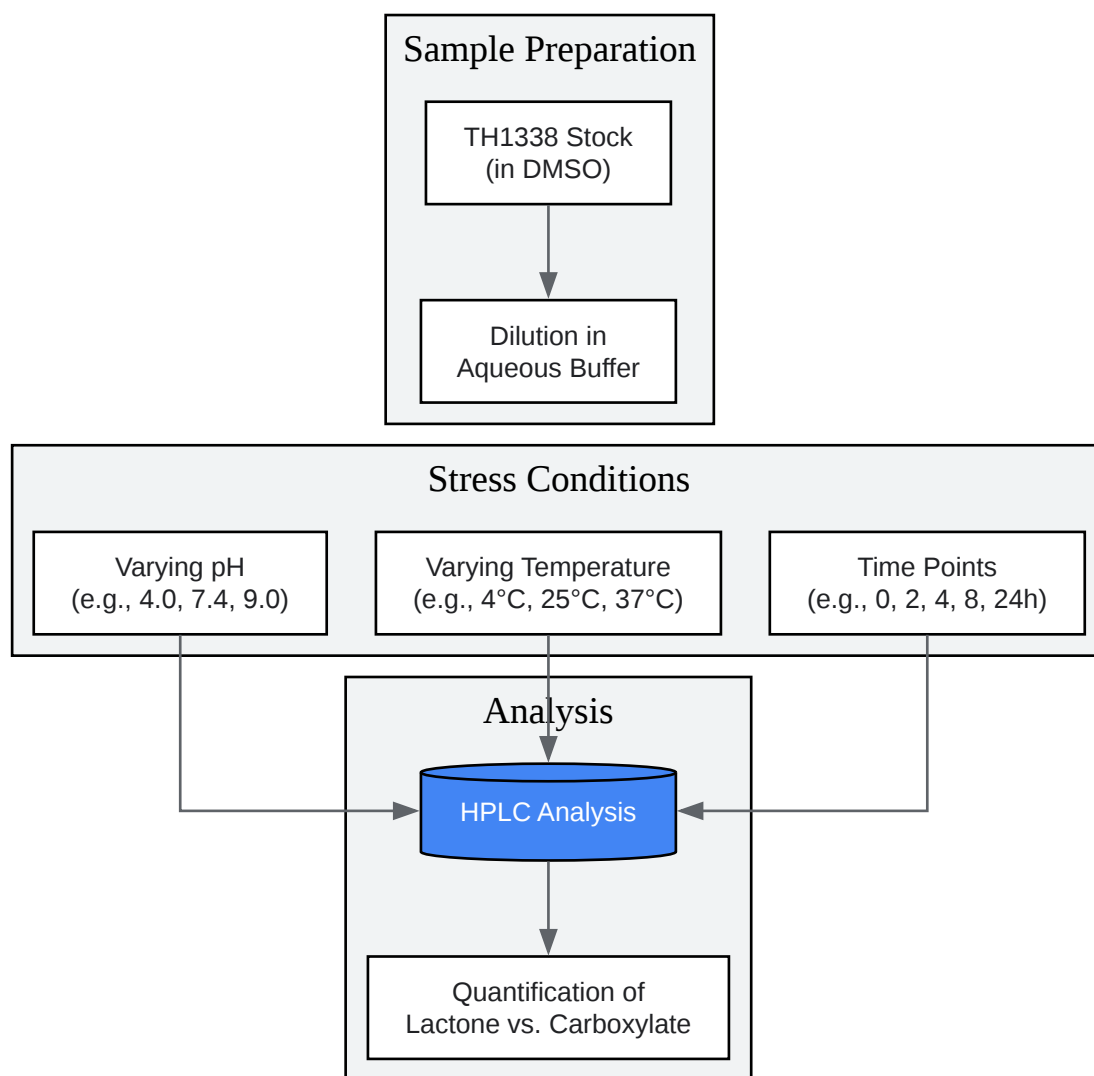 Sample Preparation
TH1338 Stock
(in DMSO)
Dilution in
Aqueous Buffer
Stress Conditions
Varying pH
(e.g., 4.0, 7.4, 9.0)
Varying Temperature
(e.g., 4°C, 25°C, 37°C)
Time Points
(e.g., 0, 2, 4, 8, 24h)
Analysis
HPLC Analysis
Quantification of
Lactone vs. Carboxylate